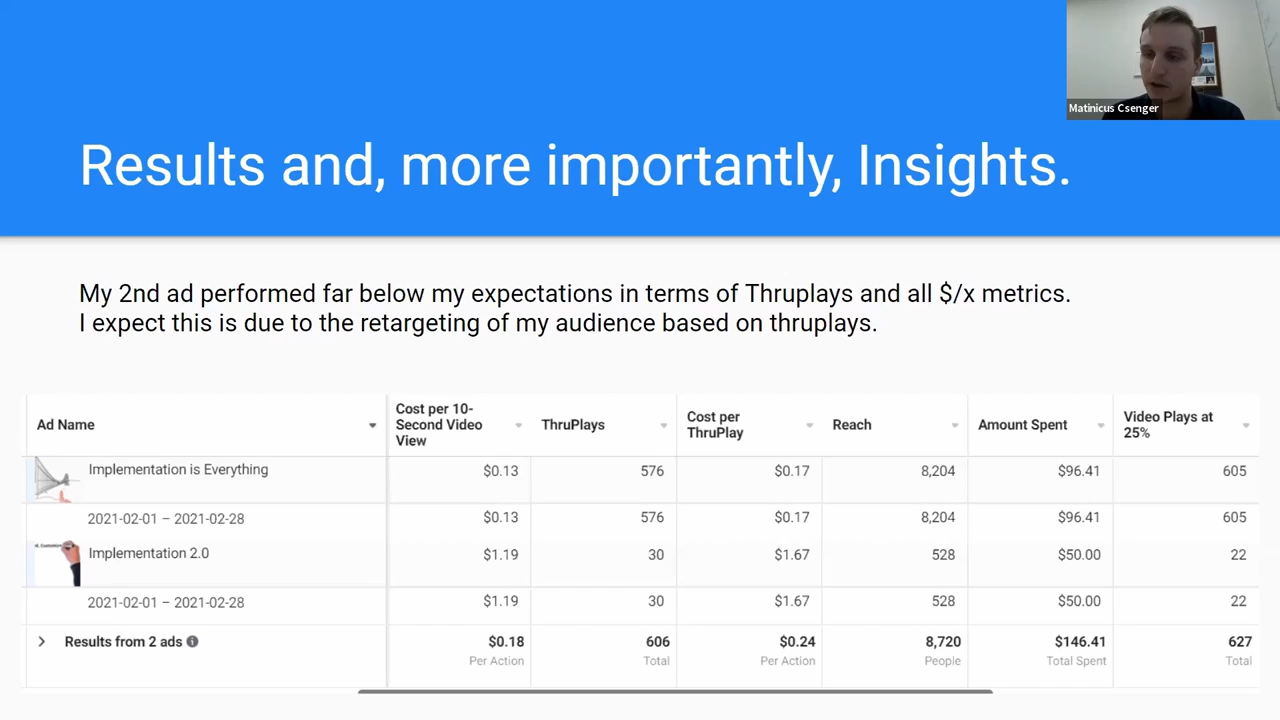 Matinicus Csenger
Results and, more importantly, Insights.
My 2nd ad performed far below my expectations in terms of Thruplays and all $/x metrics.
I expect this is due to the retargeting of my audience based on thruplays.
Ad Name
Cost per 10-
Second Video
View
ThruPlays
Cost per
ThruPlay
Reach
Amount Spent
Video Plays at
25%
Implementation is Everything $0.13 576 $0.17 8,204 $96.41 605
2021-02-01 – 2021-02-28 $0.13 576 $0.17 8,204 $96.41 605
Implementation 2.0 $1.19 30 $1.67 528 $50.00 22
2021-02-01 – 2021-02-28 $1.19 30 $1.67 528 $50.00 22
Results from 2 ads $0.18 606 $0.24 8,720 $146.41 627
Per Action Total Per Action People Total Spent Total